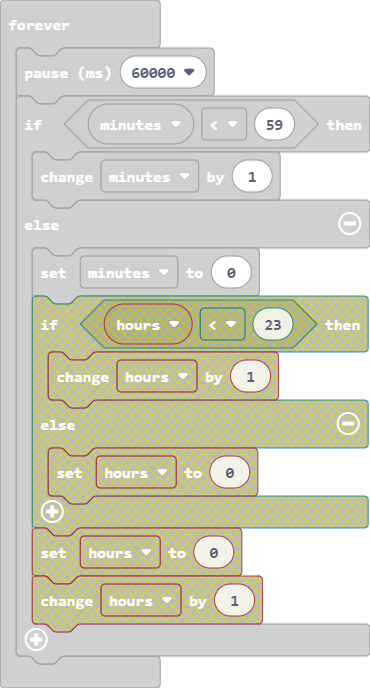 forever
pause (ms) 60000
if minutes < 59 then
change minutes by 1
else
set minutes to 0
if hours < 23 then
change hours by 1
else
set hours to 0
set hours to 0
change hours by 1